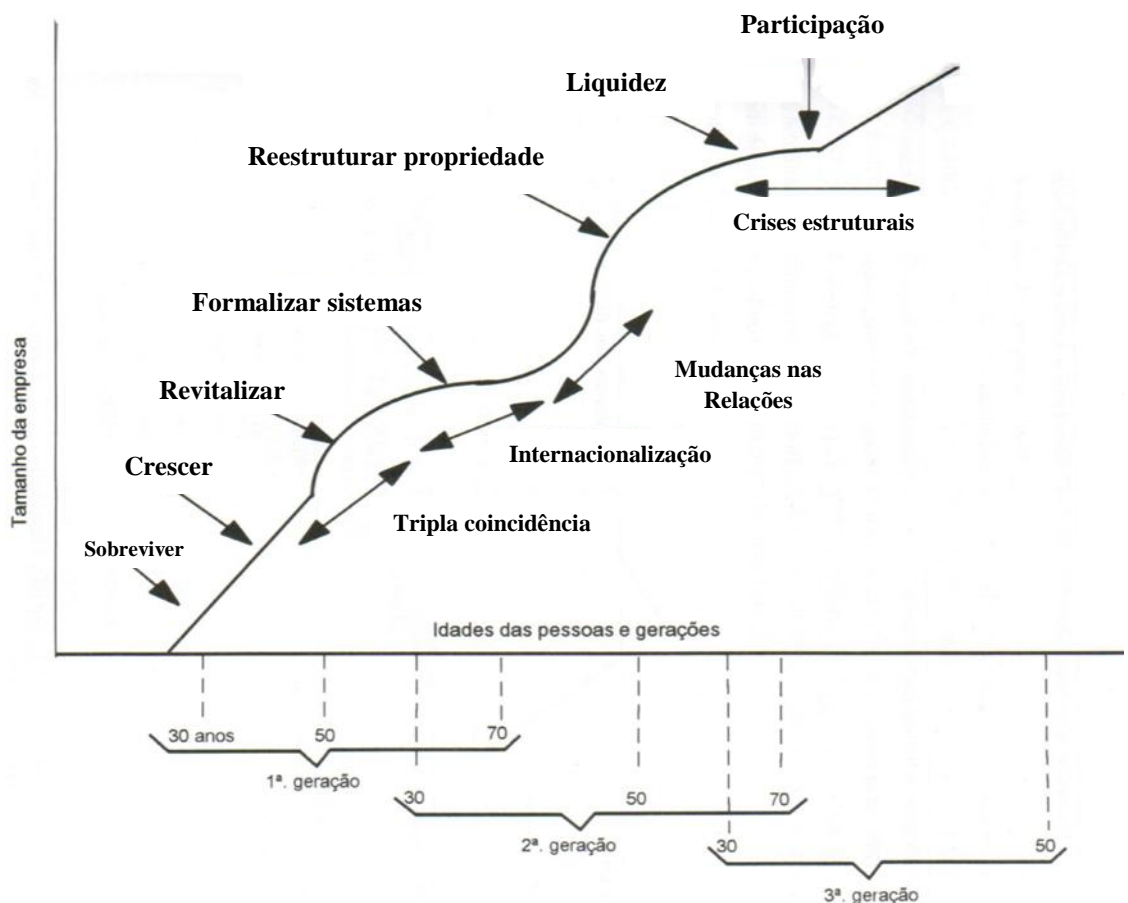 Participação
Liquidez
Reestruturar propriedade
Crises estruturais
Formalizar sistemas
Mudanças nas
Relações
Revitalizar
Internacionalização
Crescer
Tripla coincidência
Sobreviver
Tamanho da empresa
Idades das pessoas e gerações
30 anos 50 70
1ª. geração
30 50 70
2ª. geração
30 50
3ª. geração